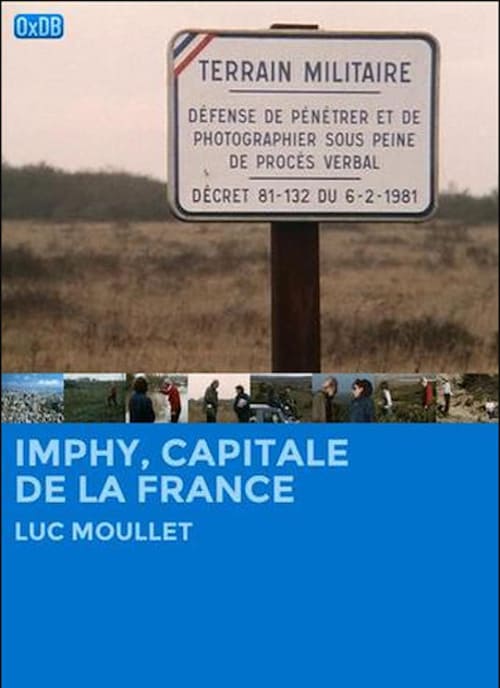 0xDB
TERRAIN MILITAIRE
DÉFENSE DE PÉNÉTRER ET DE
PHOTOGRAPHIER SOUS PEINE
DE PROCÈS VERBAL
DÉCRET 81-132 DU 6-2-1981
IMPHY, CAPITALE
DE LA FRANCE
LUC MOULLET